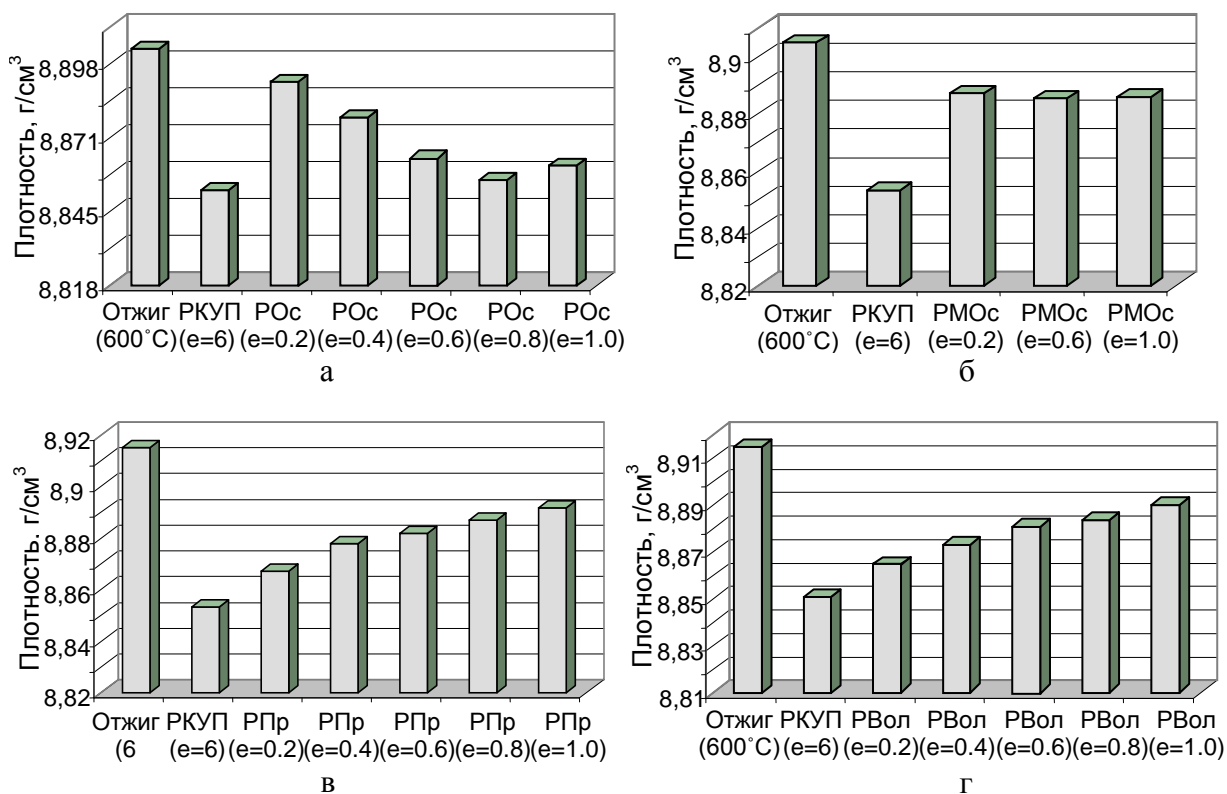 Плотность, г/см³
8,898
8,871
8,845
8,818
Отжиг РКУП РОс РОс РОс РОс РОс
(600˚С) (е=6) (е=0.2) (е=0.4) (е=0.6) (е=0.8) (е=1.0)
а
Плотность, г/см³
8,9
8,88
8,86
8,84
8,82
Отжиг РКУП РМОс РМОс РМОс
(600˚С) (е=6) (е=0.2) (е=0.6) (е=1.0)
б
Плотность. г/см³
8,92
8,9
8,88
8,86
8,84
8,82
Отжиг РКУП РПр РПр РПр РПр РПр
(6 (е=6) (е=0.2) (е=0.4) (е=0.6) (е=0.8) (е=1.0)
в
Плотность, г/см³
8,91
8,89
8,87
8,85
8,83
8,81
Отжиг РКУП РВол РВол РВол РВол РВол
(600˚С) (е=6) (е=0.2) (е=0.4) (е=0.6) (е=0.8) (е=1.0)
г